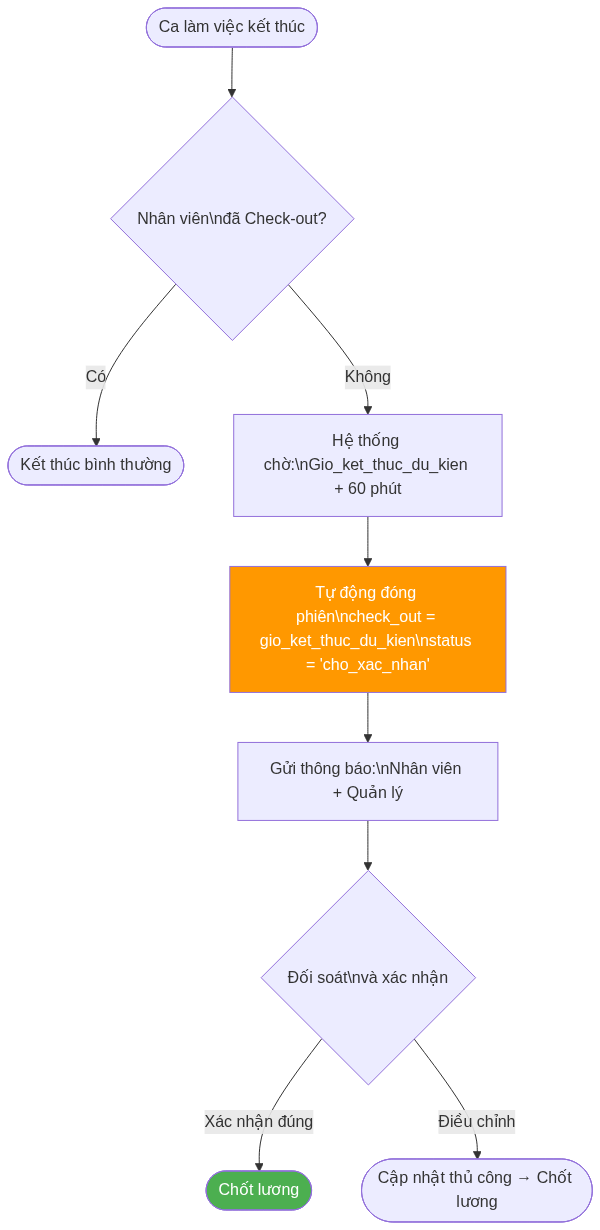 Ca làm việc kết thúc
Nhân viên\nđã Check-out?
Có
Không
Kết thúc bình thường
Hệ thống
chờ:\nGio_ket_thuc_du_kien
+ 60 phút
Tự động đóng
phiên\ncheck_out =
gio_ket_thuc_du_kien\nstatus
= 'cho_xac_nhan'
Gửi thông báo:\nNhân viên
+ Quản lý
Đối soát\nvà xác nhận
Xác nhận đúng
Điều chỉnh
Chốt lương
Cập nhật thủ công → Chốt
lương